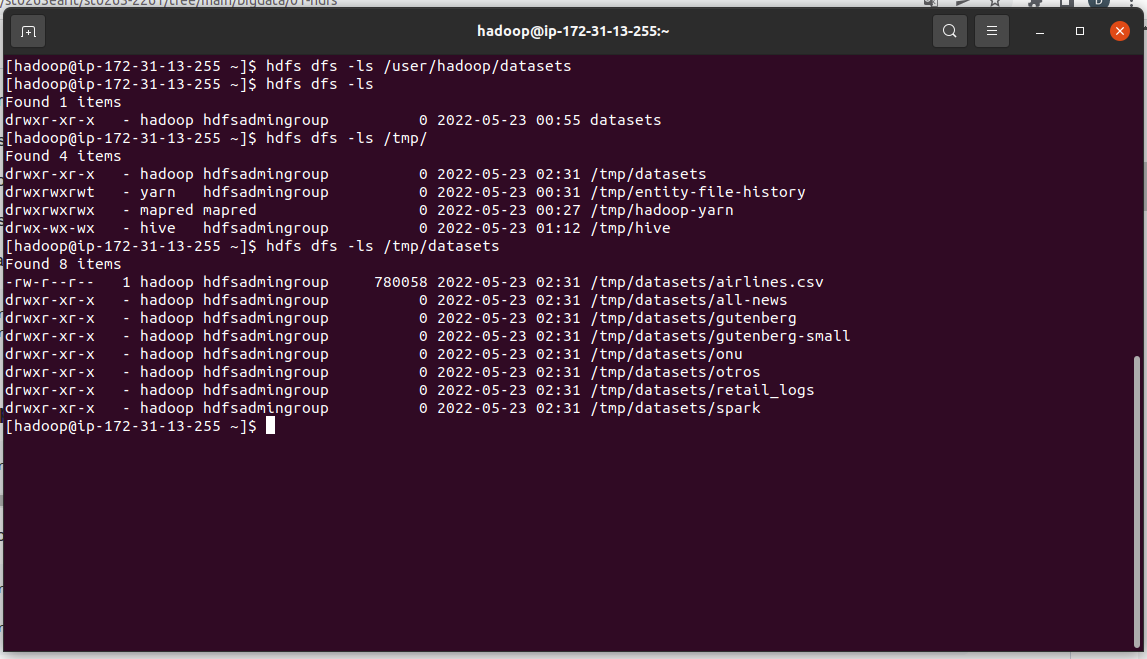 /st0263eafit/st0263-2261/tree/main/bigdata/01-hdfs
hadoop@ip-172-31-13-255:~
[hadoop@ip-172-31-13-255 ~]$ hdfs dfs -ls /user/hadoop/datasets
[hadoop@ip-172-31-13-255 ~]$ hdfs dfs -ls
Found 1 items
drwxr-xr-x   - hadoop hdfsadmingroup          0 2022-05-23 00:55 datasets
[hadoop@ip-172-31-13-255 ~]$ hdfs dfs -ls /tmp/
Found 4 items
drwxr-xr-x   - hadoop hdfsadmingroup          0 2022-05-23 02:31 /tmp/datasets
drwxrwxrwt   - yarn   hdfsadmingroup          0 2022-05-23 00:31 /tmp/entity-file-history
drwxrwxrwx   - mapred mapred                  0 2022-05-23 00:27 /tmp/hadoop-yarn
drwx-wx-wx   - hive   hdfsadmingroup          0 2022-05-23 01:12 /tmp/hive
[hadoop@ip-172-31-13-255 ~]$ hdfs dfs -ls /tmp/datasets
Found 8 items
-rw-r--r--   1 hadoop hdfsadmingroup     780058 2022-05-23 02:31 /tmp/datasets/airlines.csv
drwxr-xr-x   - hadoop hdfsadmingroup          0 2022-05-23 02:31 /tmp/datasets/all-news
drwxr-xr-x   - hadoop hdfsadmingroup          0 2022-05-23 02:31 /tmp/datasets/gutenberg
drwxr-xr-x   - hadoop hdfsadmingroup          0 2022-05-23 02:31 /tmp/datasets/gutenberg-small
drwxr-xr-x   - hadoop hdfsadmingroup          0 2022-05-23 02:31 /tmp/datasets/onu
drwxr-xr-x   - hadoop hdfsadmingroup          0 2022-05-23 02:31 /tmp/datasets/otros
drwxr-xr-x   - hadoop hdfsadmingroup          0 2022-05-23 02:31 /tmp/datasets/retail_logs
drwxr-xr-x   - hadoop hdfsadmingroup          0 2022-05-23 02:31 /tmp/datasets/spark
[hadoop@ip-172-31-13-255 ~]$